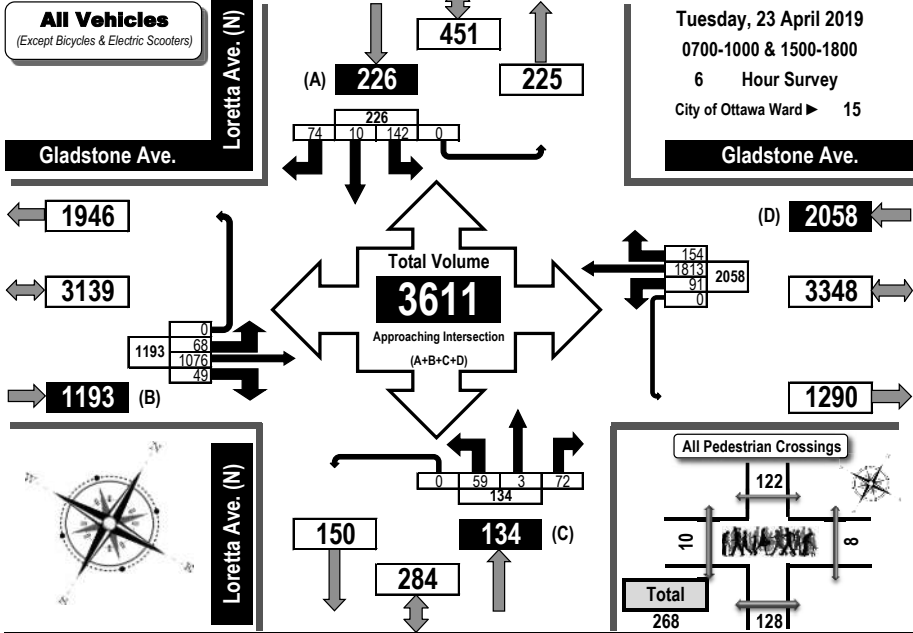 All Vehicles
(Except Bicycles & Electric Scooters)
Loretta Ave. (N)
Gladstone Ave.
451
(A) 226
225
226
74 10 142 0
Tuesday, 23 April 2019
0700-1000 & 1500-1800
6 Hour Survey
City of Ottawa Ward ► 15
Gladstone Ave.
1946
3139
0
68
1193
1076
49
1193 (B)
Total Volume
3611
Approaching Intersection
(A+B+C+D)
(D) 2058
154
1813
2058
91
0
3348
1290
Loretta Ave. (N)
0 59 3 72
134
150
134 (C)
284
All Pedestrian Crossings
122
10
8
Total
268
128